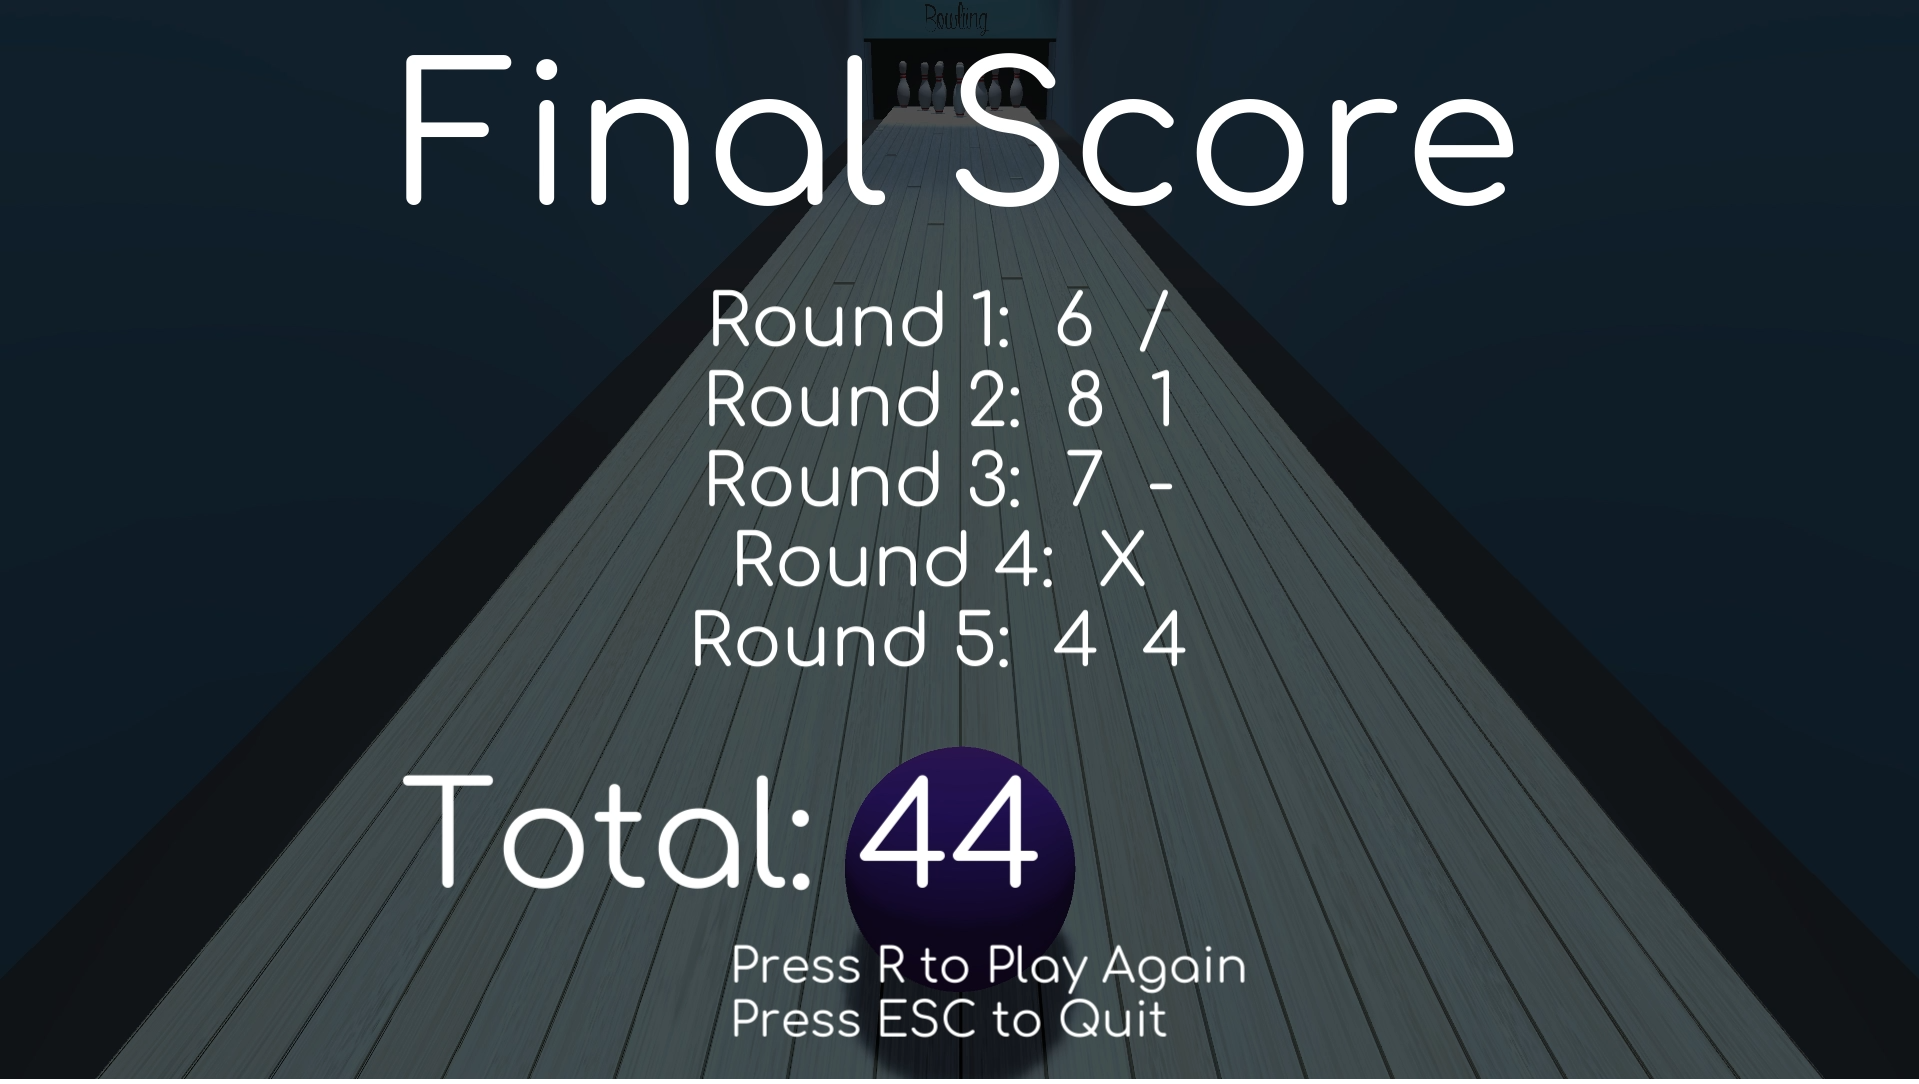 Bowling
Final Score
Round 1: 6 /
Round 2: 8 1
Round 3: 7 -
Round 4: X
Round 5: 4 4
Total: 44
Press R to Play Again
Press ESC to Quit